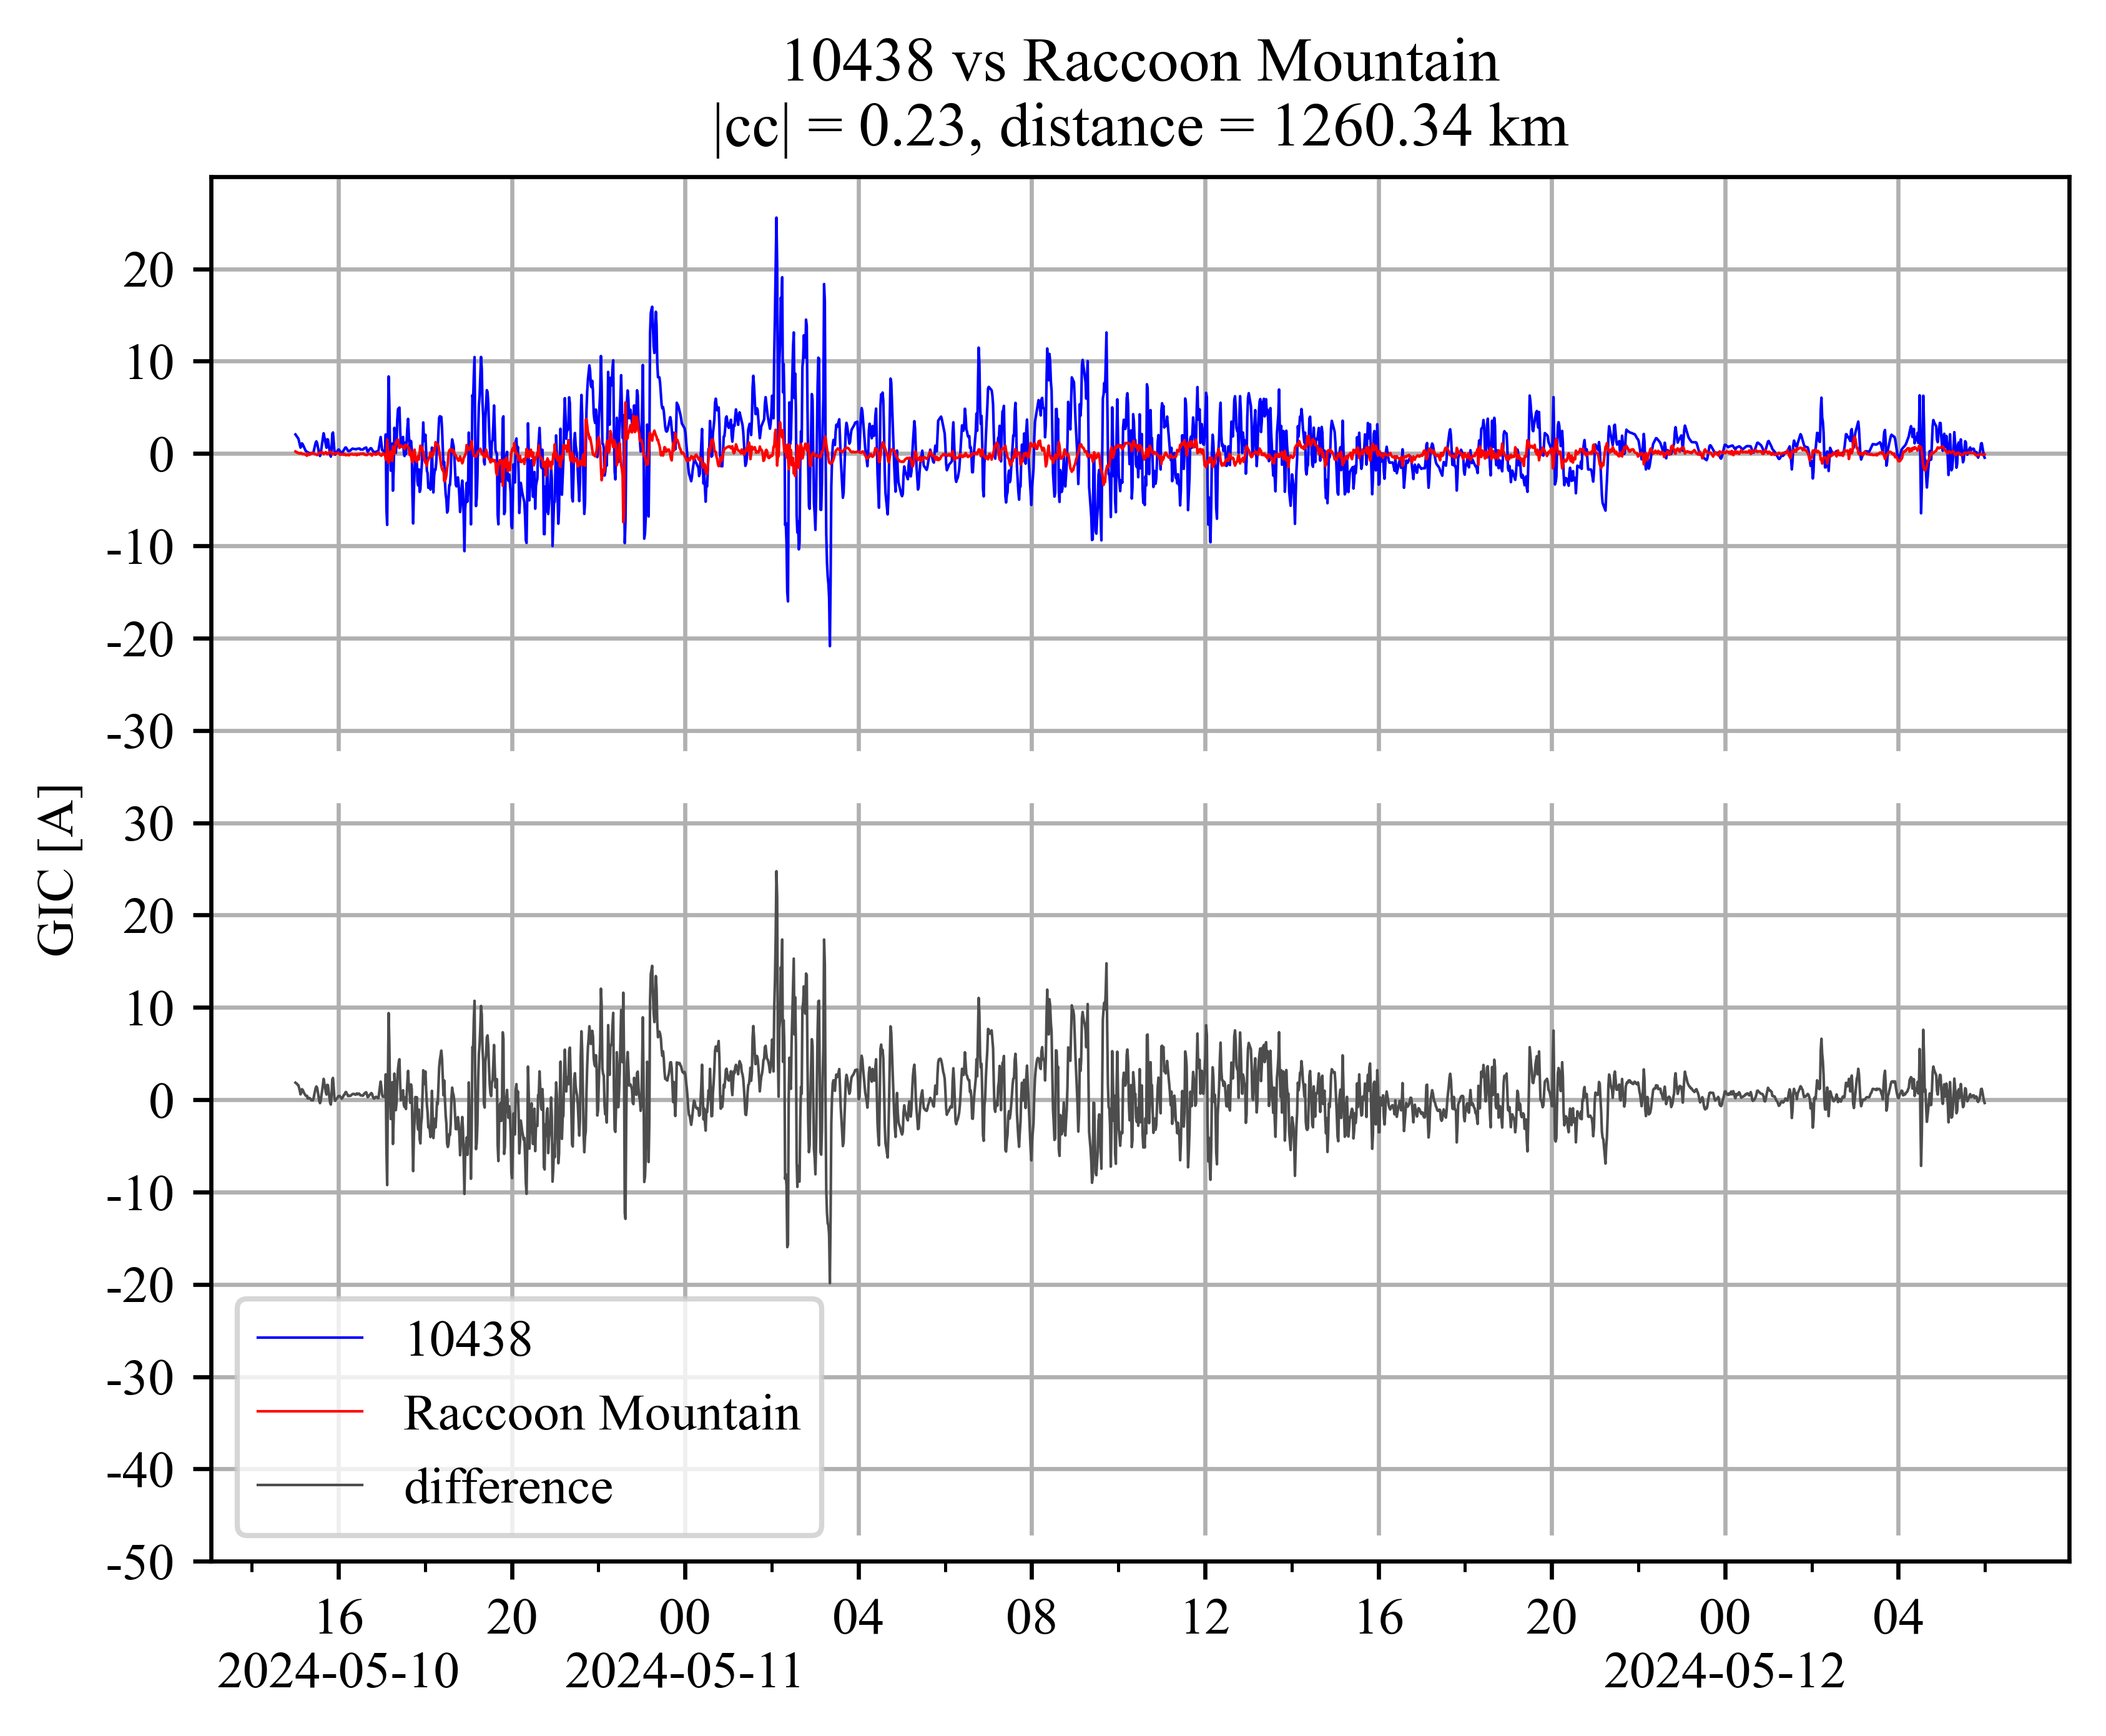 10438 vs Raccoon Mountain
|cc| = 0.23, distance = 1260.34 km
20
10
0
-10
-20
-30
30
20
10
0
-10
-20
-30
-40
-50
GIC [A]
10438
Raccoon Mountain
difference
16 20 00 04 08 12 16 20 00 04
2024-05-10 2024-05-11 2024-05-12